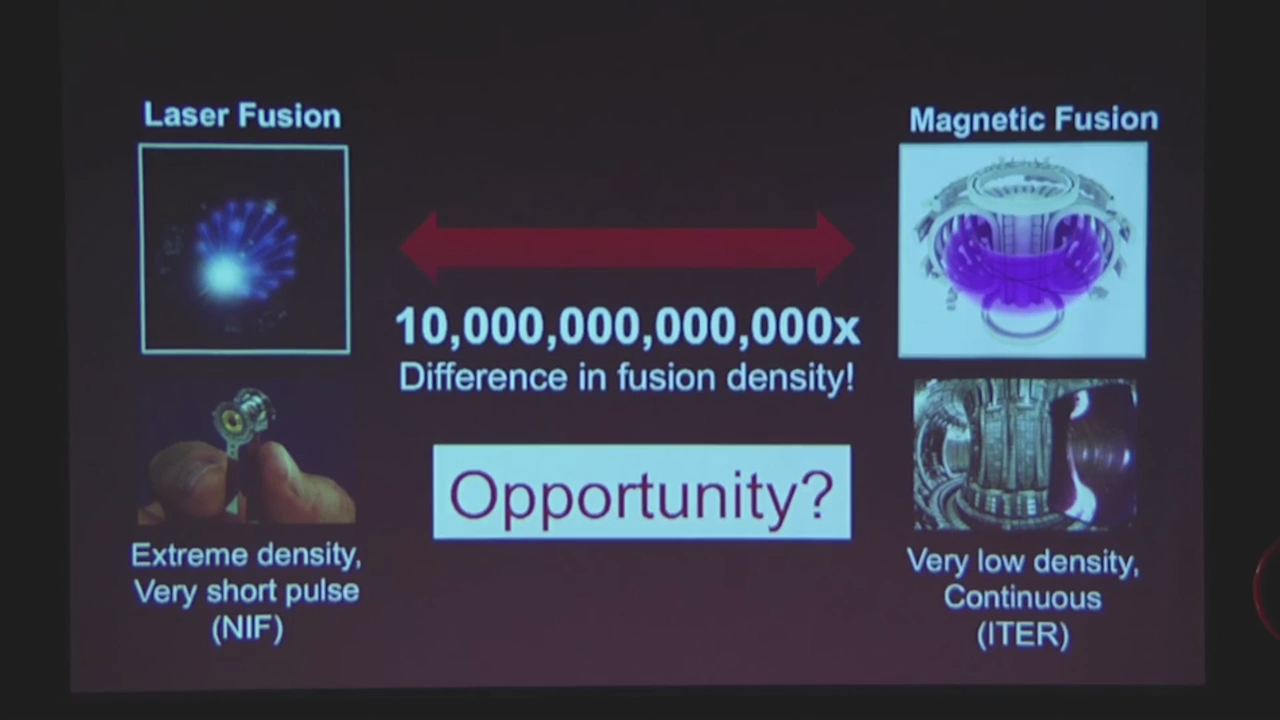 Laser Fusion
Magnetic Fusion
10,000,000,000,000x
Difference in fusion density!
Opportunity?
Extreme density,
Very short pulse
(NIF)
Very low density,
Continuous
(ITER)